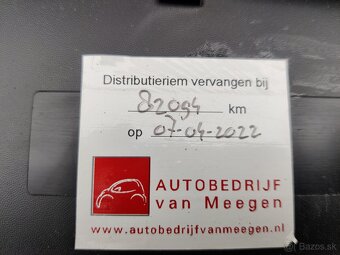 Distributieriem vervangen bij
82094 km
op 07-04-2022
AUTOBEDRIJF
van Meegen
www.autobedrijfvanmeegen.nl
Bazos.sk